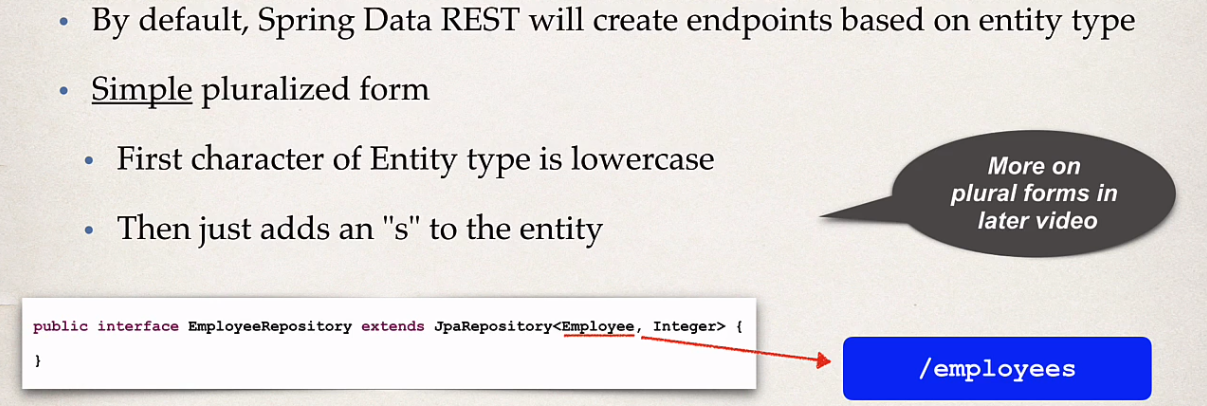 By default, Spring Data REST will create endpoints based on entity type
Simple pluralized form
First character of Entity type is lowercase
Then just adds an "s" to the entity
More on
plural forms in
later video
public interface EmployeeRepository extends JpaRepository<Employee, Integer> {
}
/employees